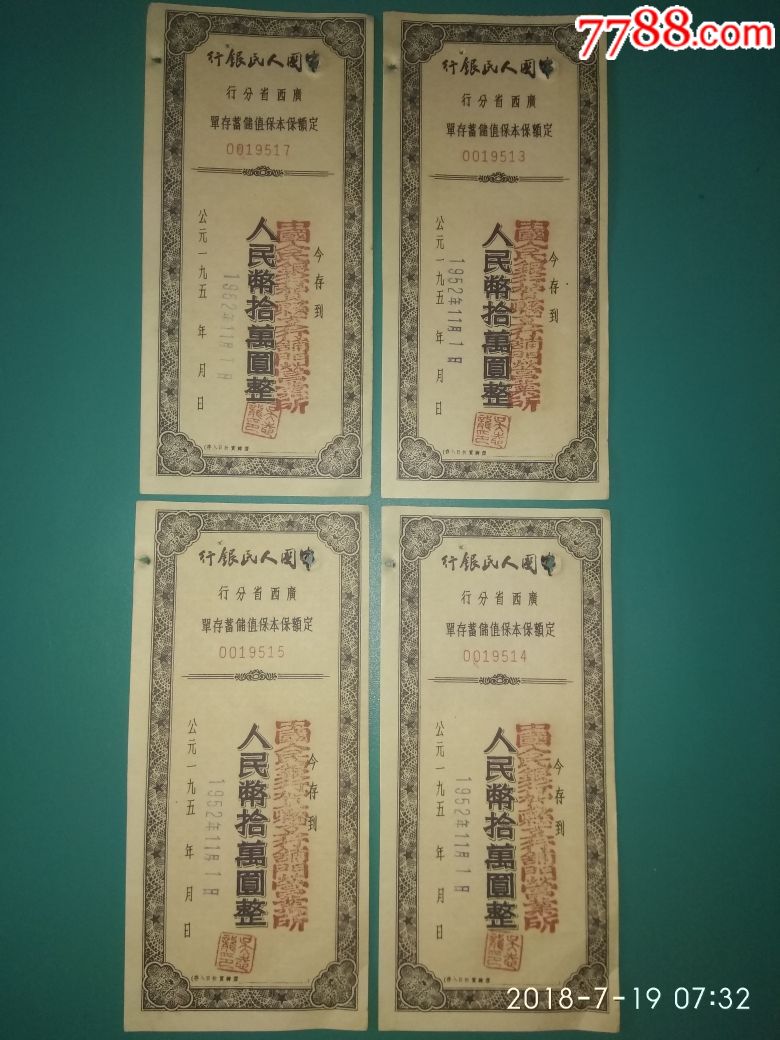 7788.com
行銀民人國中
行分省西廣
單存蓄儲值保本保額定
0019517
今存到
人民幣拾萬圓整
1952年11月1日
公元一九五 年 月 日
行銀民人國中
行分省西廣
單存蓄儲值保本保額定
0019513
今存到
人民幣拾萬圓整
1952年11月1日
公元一九五 年 月 日
行銀民人國中
行分省西廣
單存蓄儲值保本保額定
0019515
今存到
人民幣拾萬圓整
1952年11月1日
公元一九五 年 月 日
行銀民人國中
行分省西廣
單存蓄儲值保本保額定
0019514
今存到
人民幣拾萬圓整
1952年11月1日
公元一九五 年 月 日
2018-7-19 07:32